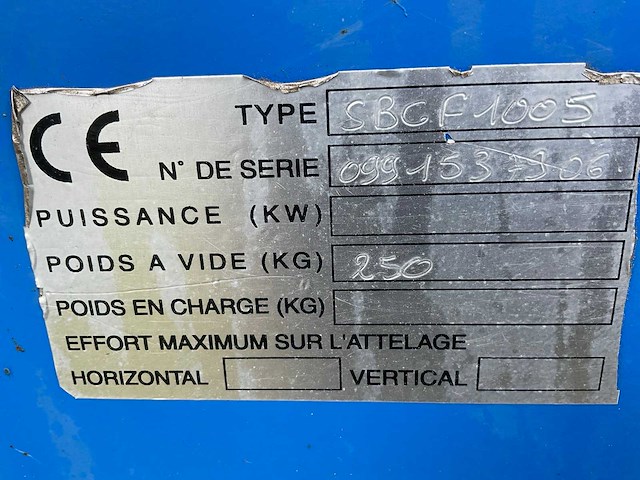 CE
TYPE SBCF1005
N° DE SERIE
PUISSANCE (KW)
POIDS A VIDE (KG) 250
POIDS EN CHARGE (KG)
EFFORT MAXIMUM SUR L'ATTELAGE
HORIZONTAL VERTICAL